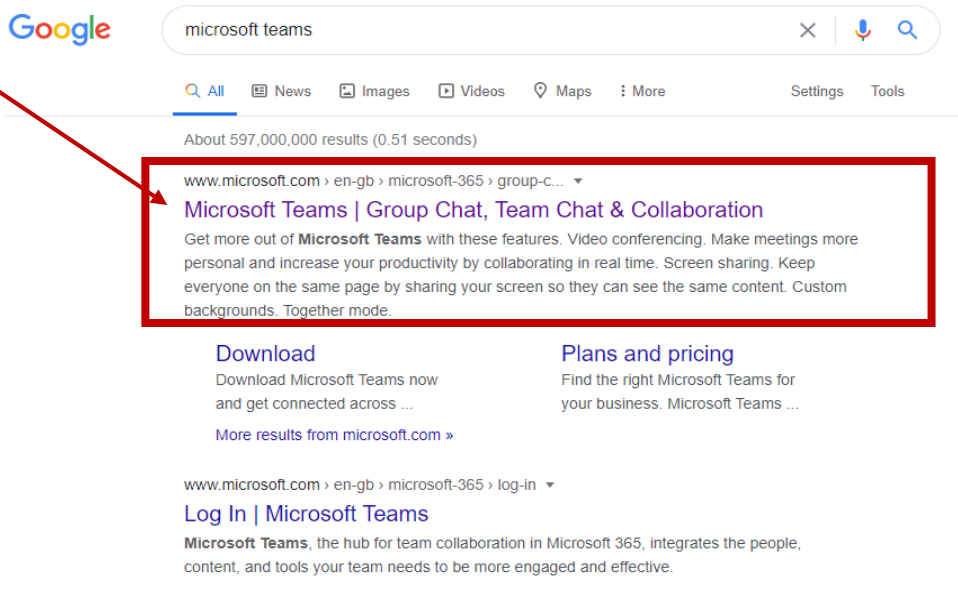 Google
microsoft teams
All News Images Videos Maps More Settings Tools
About 597,000,000 results (0.51 seconds)
www.microsoft.com › en-gb › microsoft-365 › group-c...
Microsoft Teams | Group Chat, Team Chat & Collaboration
Get more out of Microsoft Teams with these features. Video conferencing. Make meetings more
personal and increase your productivity by collaborating in real time. Screen sharing. Keep
everyone on the same page by sharing your screen so they can see the same content. Custom
backgrounds. Together mode.
Download
Download Microsoft Teams now
and get connected across ...
More results from microsoft.com »
Plans and pricing
Find the right Microsoft Teams for
your business. Microsoft Teams ...
www.microsoft.com › en-gb › microsoft-365 › log-in
Log In | Microsoft Teams
Microsoft Teams, the hub for team collaboration in Microsoft 365, integrates the people,
content, and tools your team needs to be more engaged and effective.